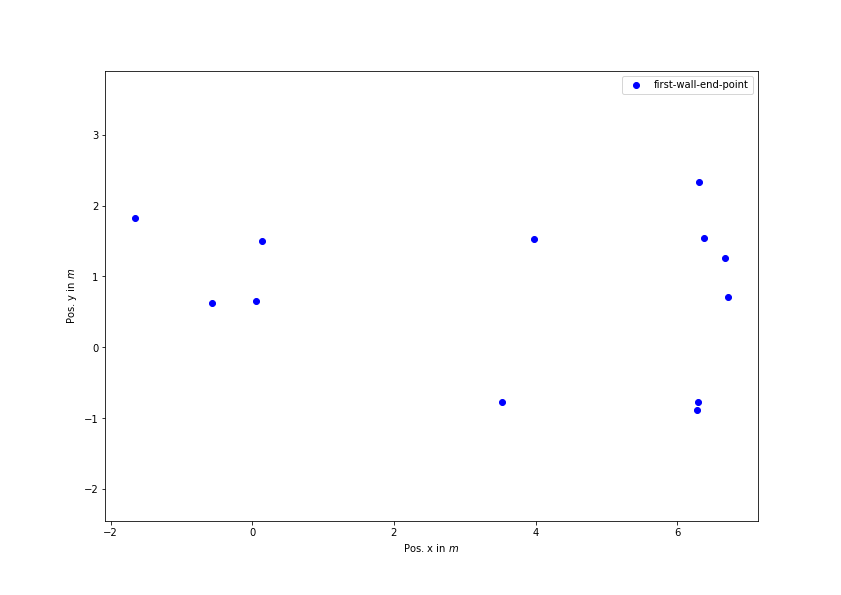 first-wall-end-point
3
2
1
0
−1
−2
Pos. y in m
−2 0 2 4 6
Pos. x in m